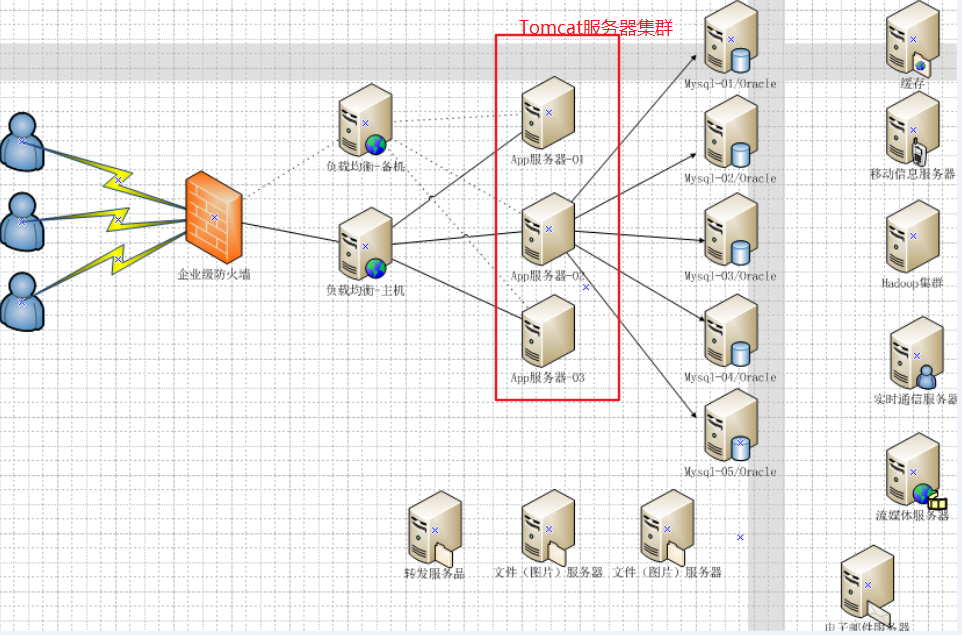 Tomcat服务器集群
Mysql-01/Oracle
缓存
负载均衡-备机
App服务器-01
Mysql-02/Oracle
移动信息服务器
企业级防火墙
负载均衡-主机
App服务器-02
Mysql-03/Oracle
Hadoop集群
App服务器-03
Mysql-04/Oracle
实时通信服务器
Mysql-05/Oracle
流媒体服务器
转发服务品
文件（图片）服务器
文件（图片）服务器
电子邮件服务器